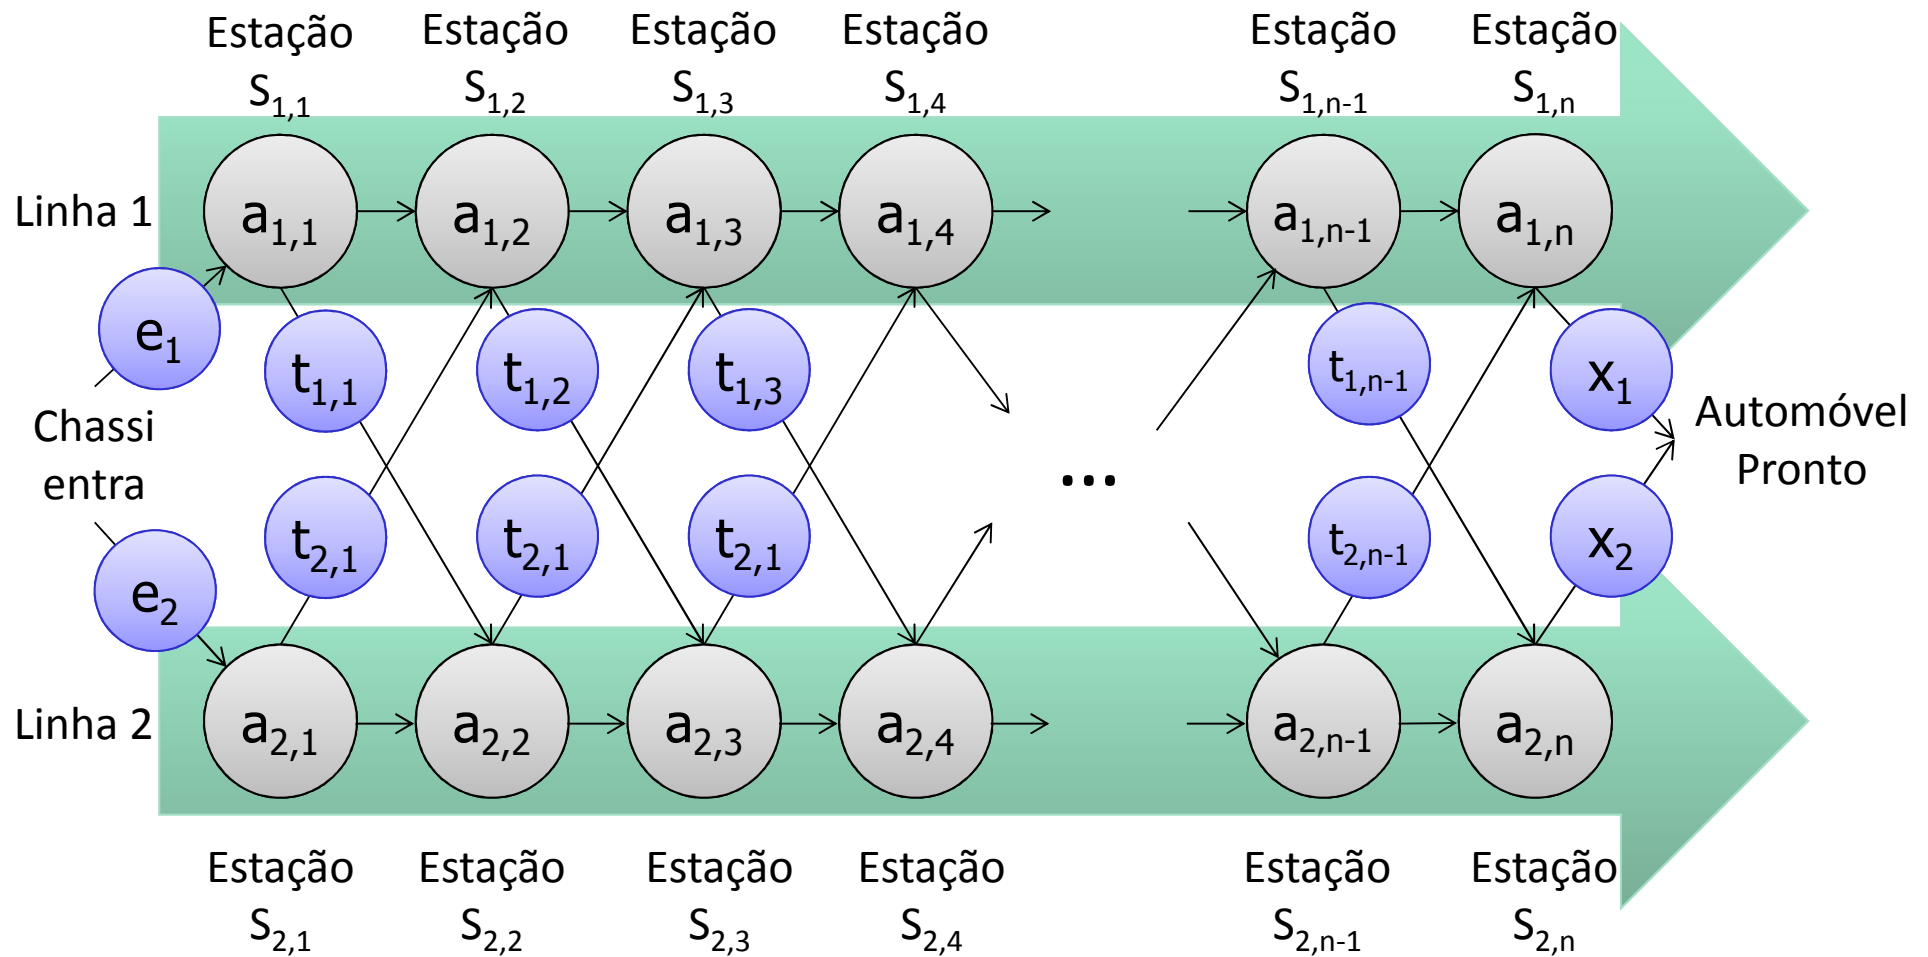 Estação S1,1
Estação S1,2
Estação S1,3
Estação S1,4
Estação S1,n-1
Estação S1,n
Linha 1
a1,1
a1,2
a1,3
a1,4
a1,n-1
a1,n
e1
t1,1
t1,2
t1,3
t1,n-1
x1
Chassi
entra
...
Automóvel
Pronto
t2,1
t2,1
t2,1
t2,n-1
x2
e2
Linha 2
a2,1
a2,2
a2,3
a2,4
a2,n-1
a2,n
Estação S2,1
Estação S2,2
Estação S2,3
Estação S2,4
Estação S2,n-1
Estação S2,n